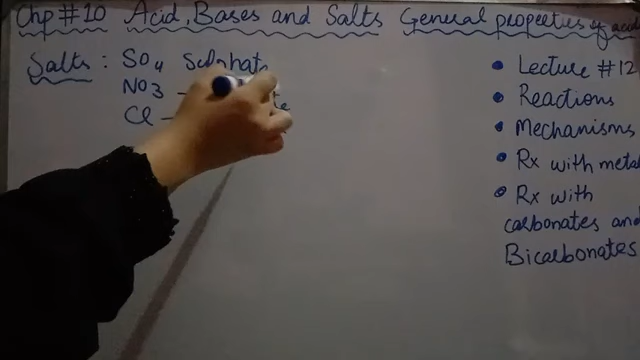 Chp #10 Acid, Bases and Salts General properties of
Salts : SO4 Sulphate
NO3 -
Cl -
• Lecture #12
• Reactions
• Mechanisms
• Rx with
• Rx with
carbonates and
Bicarbonates